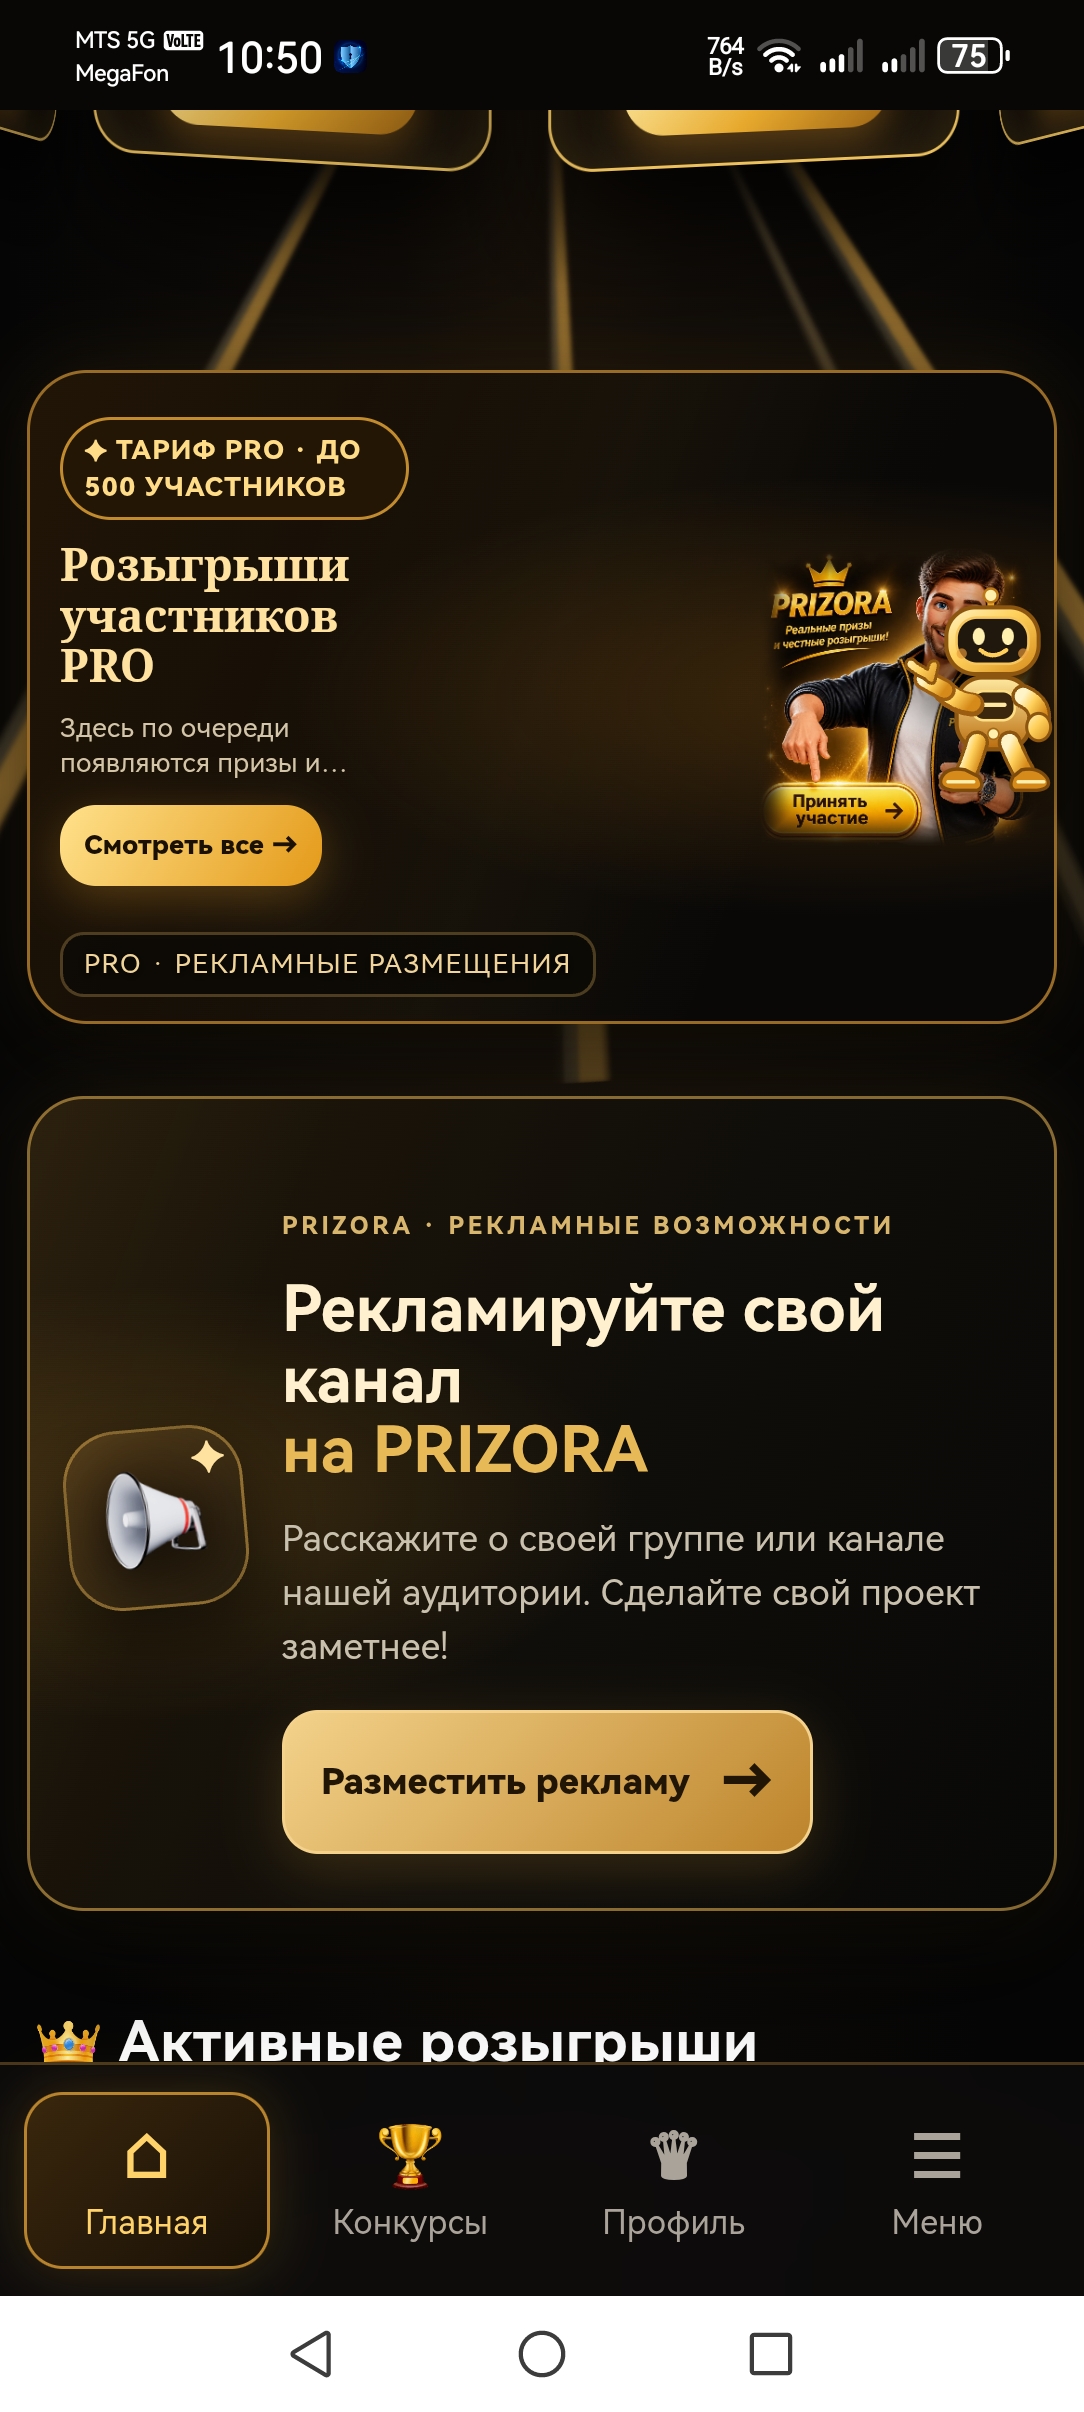 MTS 5G VoLTE
MegaFon
10:50
764
B/s
75
✦ ТАРИФ PRO · ДО
500 УЧАСТНИКОВ
Розыгрыши
участников
PRO
Здесь по очереди
появляются призы и...
Смотреть все →
PRIZORA
Реальные призы
и честные розыгрыши!
Принять
участие →
PRO · РЕКЛАМНЫЕ РАЗМЕЩЕНИЯ
PRIZORA · РЕКЛАМНЫЕ ВОЗМОЖНОСТИ
Рекламируйте свой
канал
на PRIZORA
Расскажите о своей группе или канале
нашей аудитории. Сделайте свой проект
заметнее!
Разместить рекламу →
Активные розыгрыши
Главная
Конкурсы
Профиль
Меню